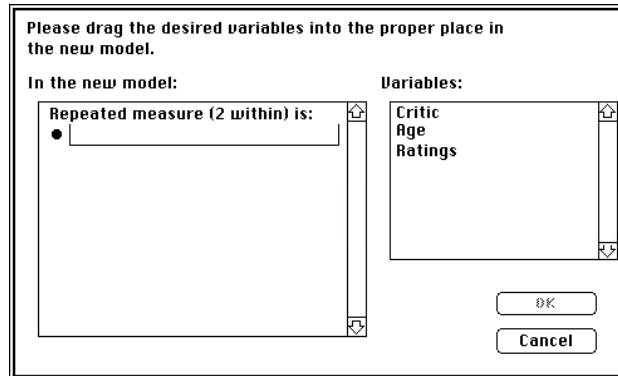 Please drag the desired variables into the proper place in
the new model.
In the new model:
Variables:
Repeated measure (2 within) is:
Critic
Age
Ratings
OK
Cancel